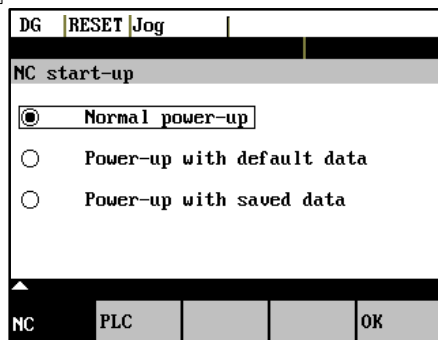 DG RESET Jog
NC start-up
Normal power-up
Power-up with default data
Power-up with saved data
NC PLC OK